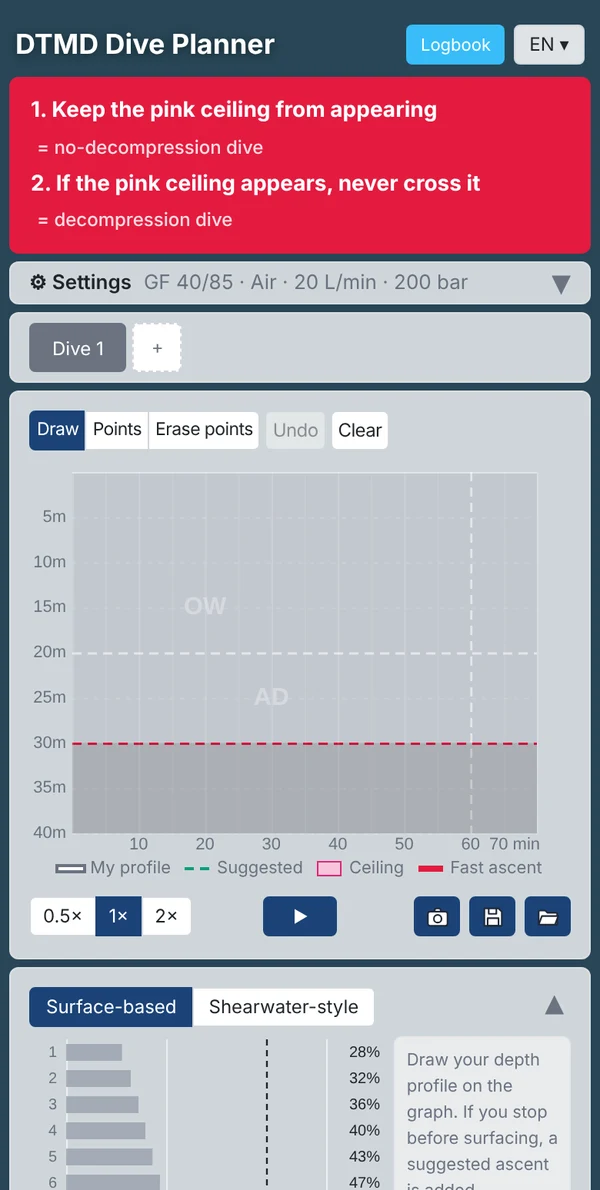 DTMD Dive Planner
Logbook
EN ▾
1. Keep the pink ceiling from appearing
= no-decompression dive
2. If the pink ceiling appears, never cross it
= decompression dive
⚙ Settings GF 40/85 · Air · 20 L/min · 200 bar ▼
Dive 1 +
Draw Points Erase points Undo Clear
5m
10m
OW
15m
20m
AD
25m
30m
35m
40m
10 20 30 40 50 60 70 min
My profile Suggested Ceiling Fast ascent
0.5× 1× 2×
Surface-based Shearwater-style ▲
1 28%
2 32%
3 36%
4 40%
5 43%
6 47%
Draw your depth
profile on the
graph. If you stop
before surfacing, a
suggested ascent
is added